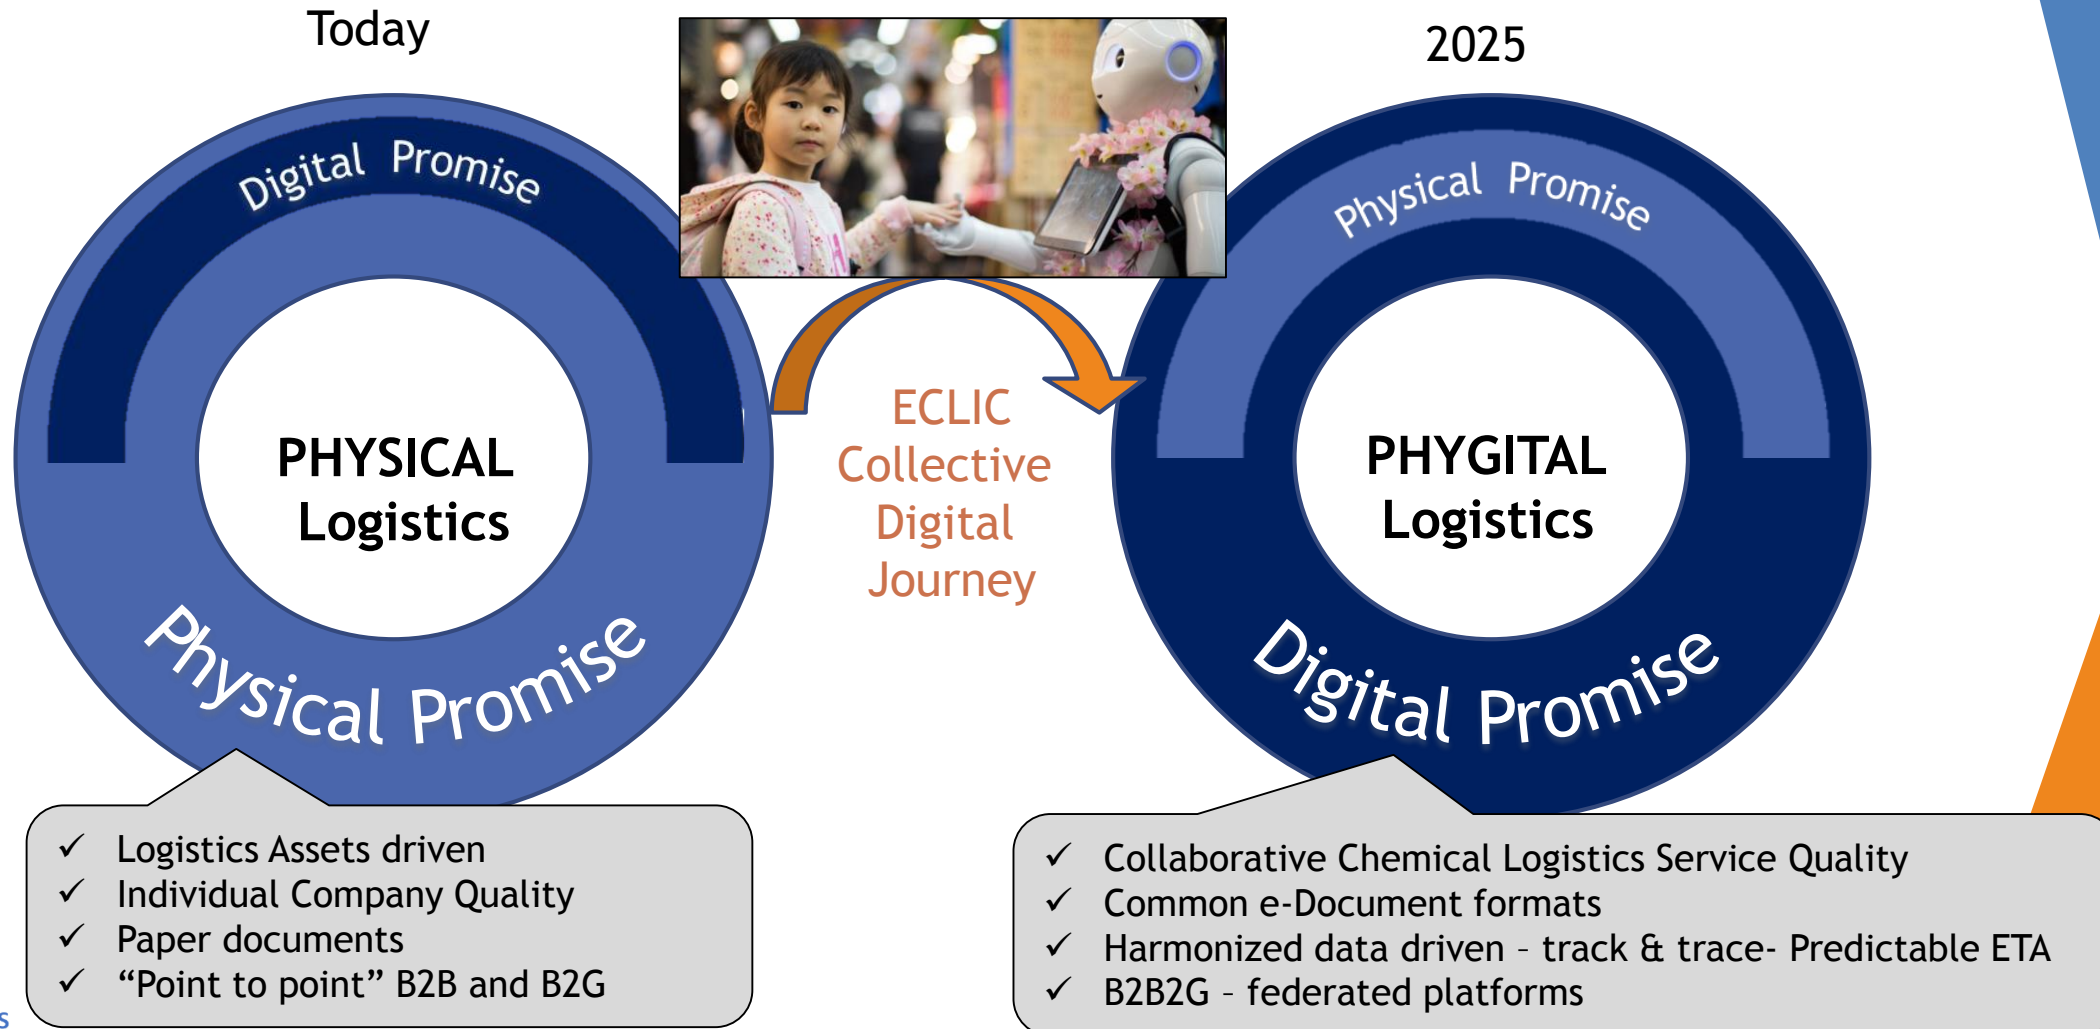 Today
2025
Digital Promise
Physical Promise
PHYSICAL
Logistics
ECLIC
Collective
Digital
Journey
PHYGITAL
Logistics
Physical Promise
Digital Promise
✓ Logistics Assets driven
✓ Individual Company Quality
✓ Paper documents
✓ “Point to point” B2B and B2G
✓ Collaborative Chemical Logistics Service Quality
✓ Common e-Document formats
✓ Harmonized data driven – track & trace- Predictable ETA
✓ B2B2G – federated platforms
s